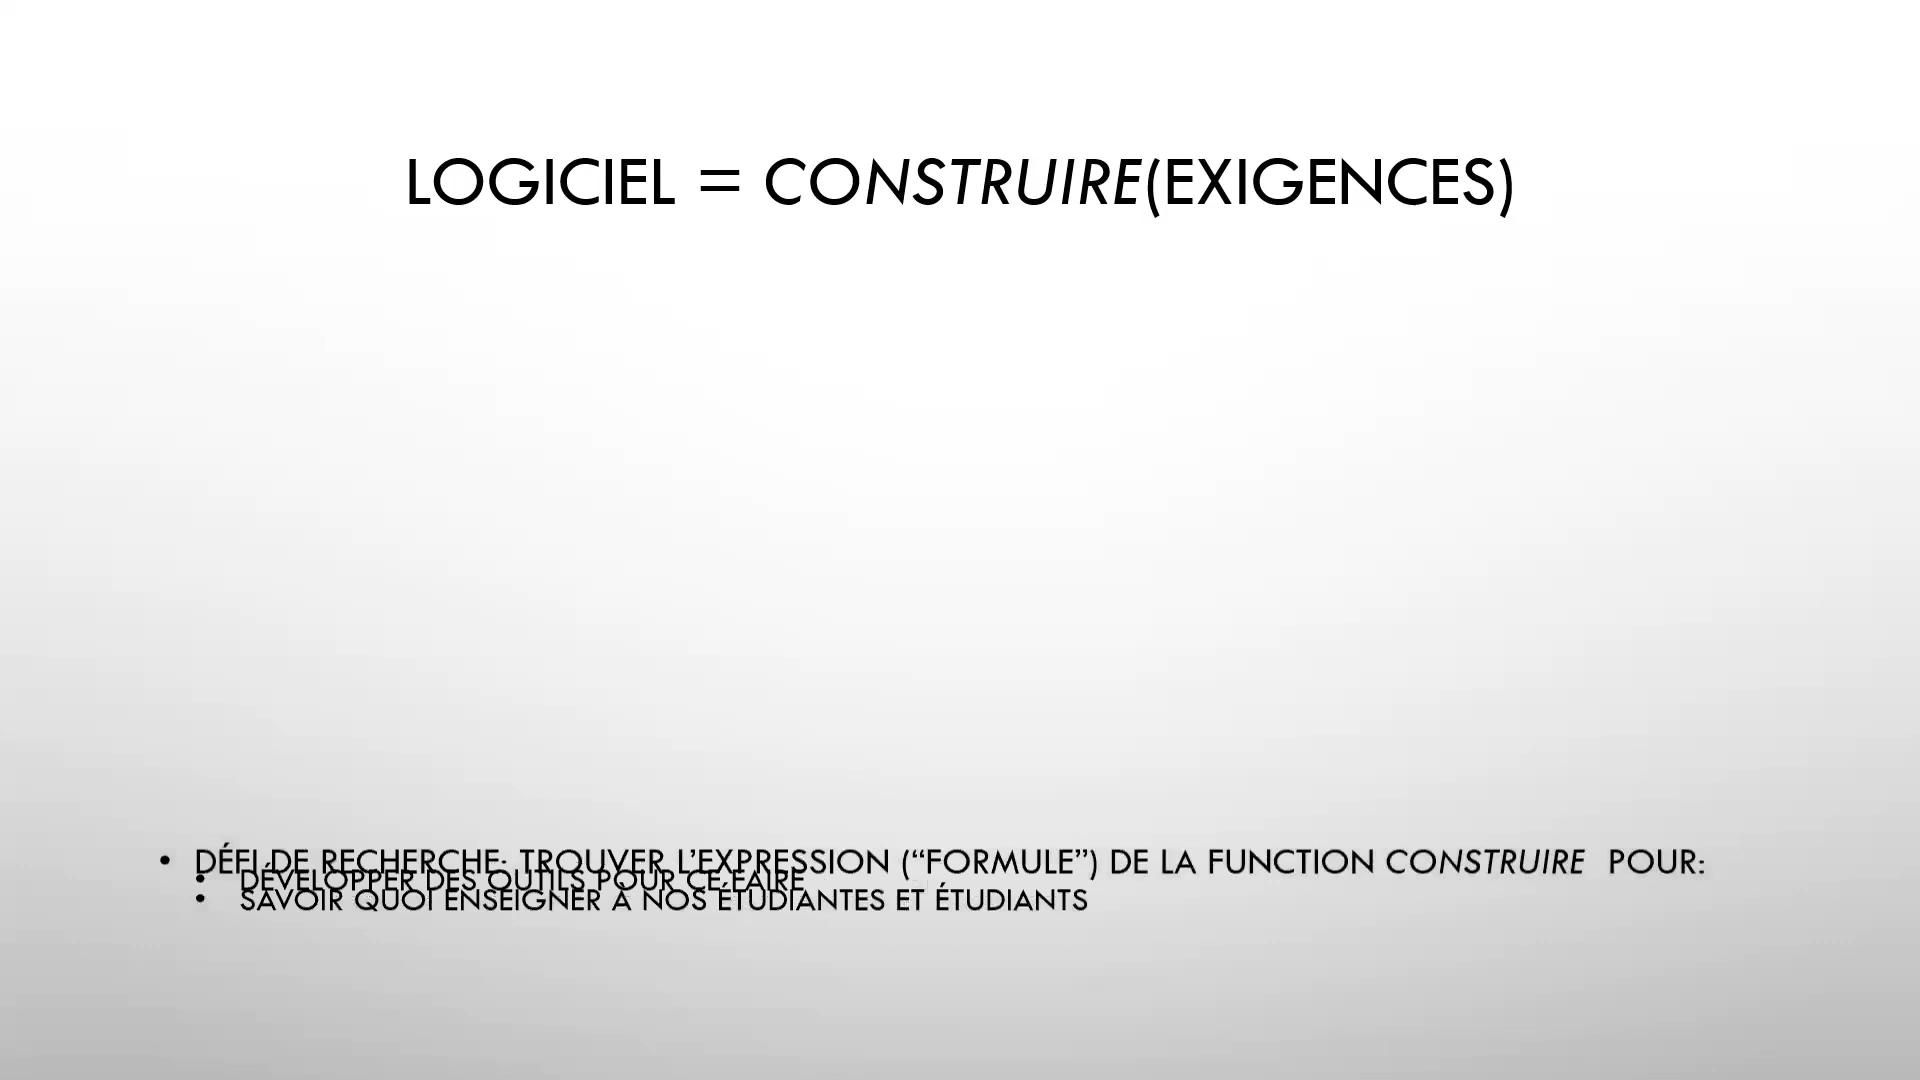 LOGICIEL = CONSTRUIRE(EXIGENCES)
• DÉFI DE RECHERCHE: TROUVER L’EXPRESSION (“FORMULE”) DE LA FUNCTION CONSTRUIRE POUR:
• DÉVELOPPER DES OUTILS POUR CE FAIRE
• SAVOIR QUOI ENSEIGNER À NOS ÉTUDIANTES ET ÉTUDIANTS